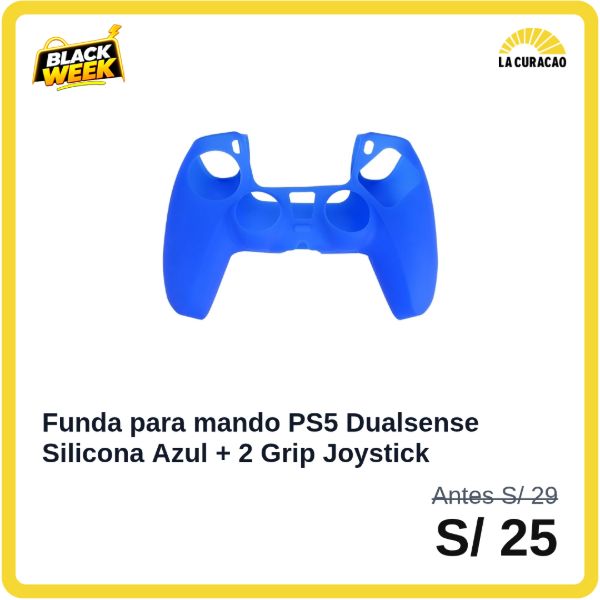 BLACK
WEEK
LA CURACAO
Funda para mando PS5 Dualsense
Silicona Azul + 2 Grip Joystick
Antes S/ 29
S/ 25